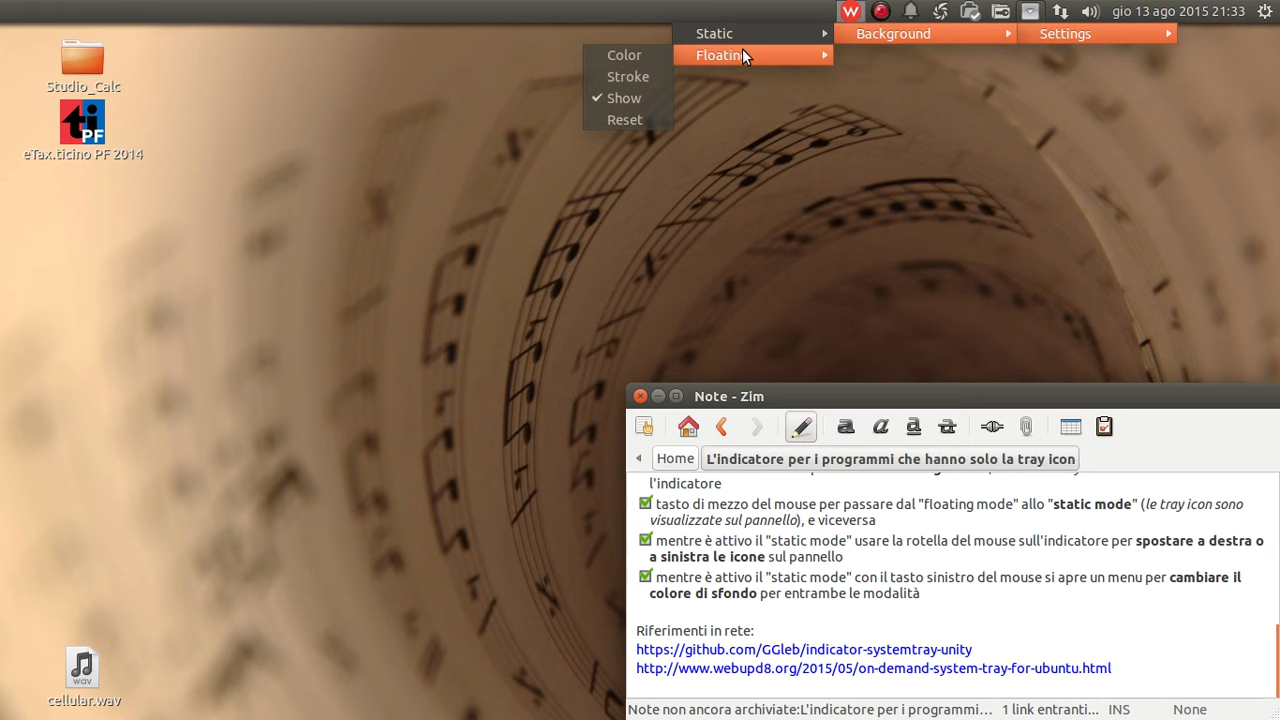 W
gio 13 ago 2015 21:33
Static
Background
Settings
Floating
Color
Stroke
Show
Reset
Studio_Calc
ti PF
eTax.ticino PF 2014
cellular.wav
wav
Note - Zim
Home
L'indicatore per i programmi che hanno solo la tray icon
l'indicatore
tasto di mezzo del mouse per passare dal "floating mode" allo "static mode" (le tray icon sono
visualizzate sul pannello), e viceversa
mentre è attivo il "static mode" usare la rotella del mouse sull'indicatore per spostare a destra o
a sinistra le icone sul pannello
mentre è attivo il "static mode" con il tasto sinistro del mouse si apre un menu per cambiare il
colore di sfondo per entrambe le modalità
Riferimenti in rete:
https://github.com/GGleb/indicator-systemtray-unity
http://www.webupd8.org/2015/05/on-demand-system-tray-for-ubuntu.html
Note non ancora archiviate:L'indicatore per i programmi...
1 link entranti...
INS
None